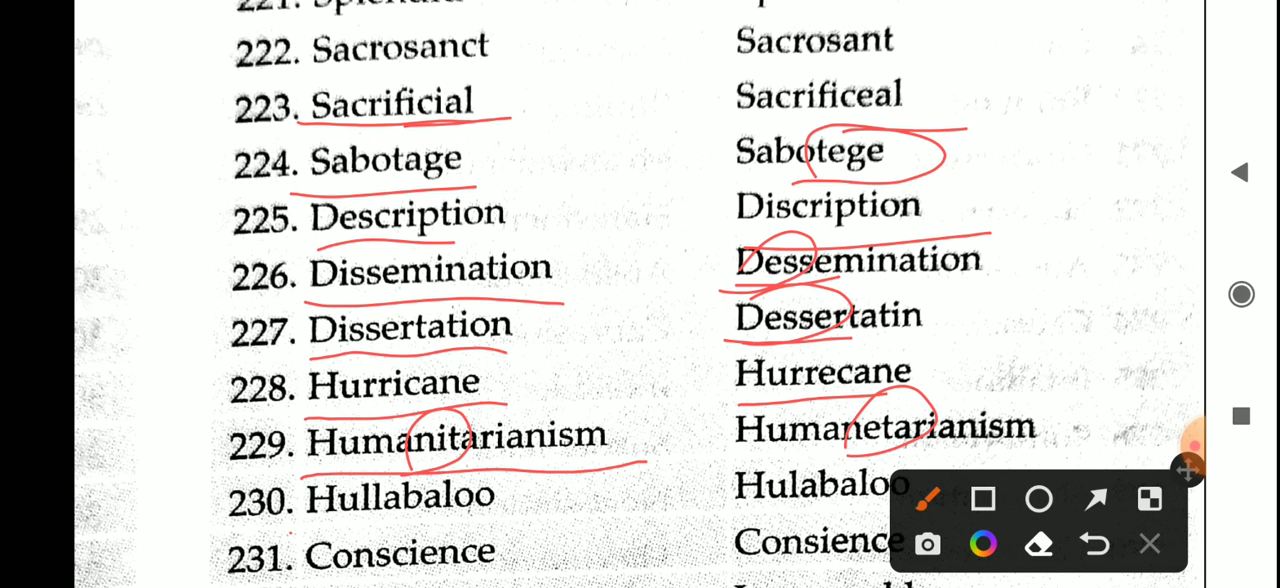 222. Sacrosanct Sacrosant
223. Sacrificial Sacrificeal
224. Sabotage Sabotege
225. Description Discription
226. Dissemination Dessemination
227. Dissertation Dessertatin
228. Hurricane Hurrecane
229. Humanitarianism Humanetarianism
230. Hullabaloo Hulabaloo
231. Conscience Consience